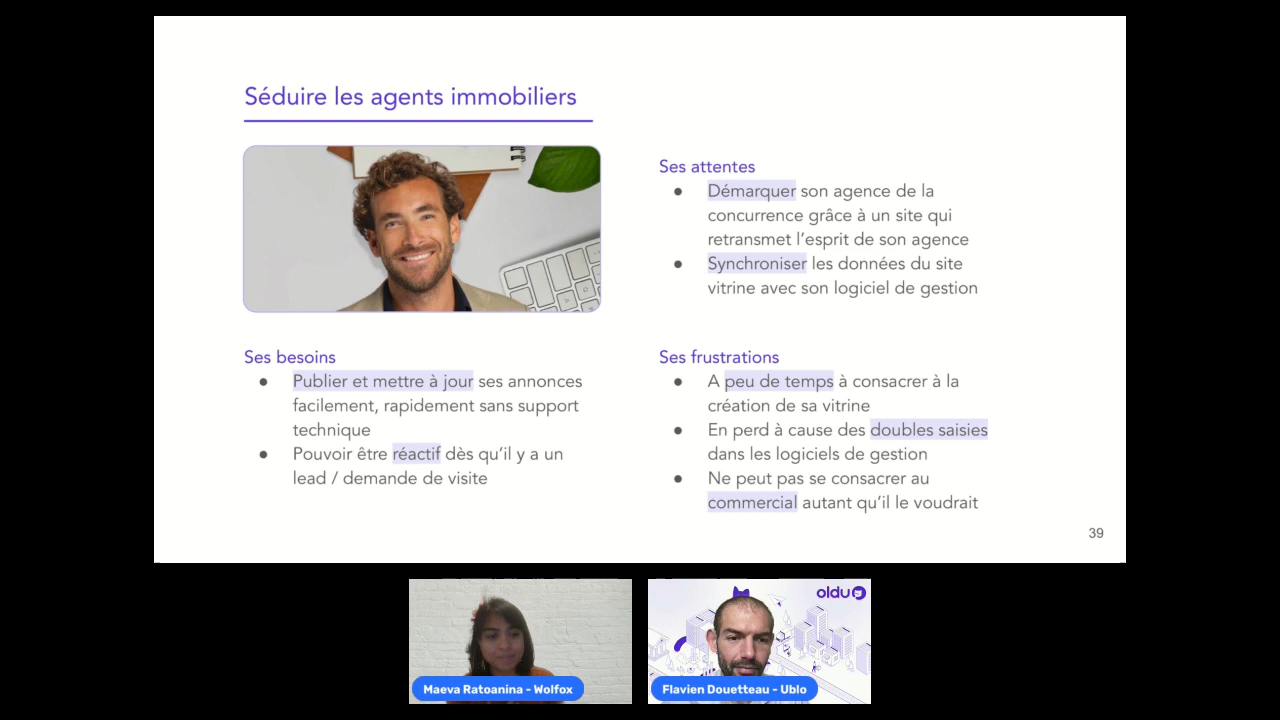 Séduire les agents immobiliers
Ses attentes
● Démarquer son agence de la
concurrence grâce à un site qui
retransmet l'esprit de son agence
● Synchroniser les données du site
vitrine avec son logiciel de gestion
Ses besoins
● Publier et mettre à jour ses annonces
facilement, rapidement sans support
technique
● Pouvoir être réactif dès qu'il y a un
lead / demande de visite
Ses frustrations
● A peu de temps à consacrer à la
création de sa vitrine
● En perd à cause des doubles saisies
dans les logiciels de gestion
● Ne peut pas se consacrer au
commercial autant qu'il le voudrait
39
Maeva Ratoanina - Wolfox
oldu
Flavien Douetteau - Ublo